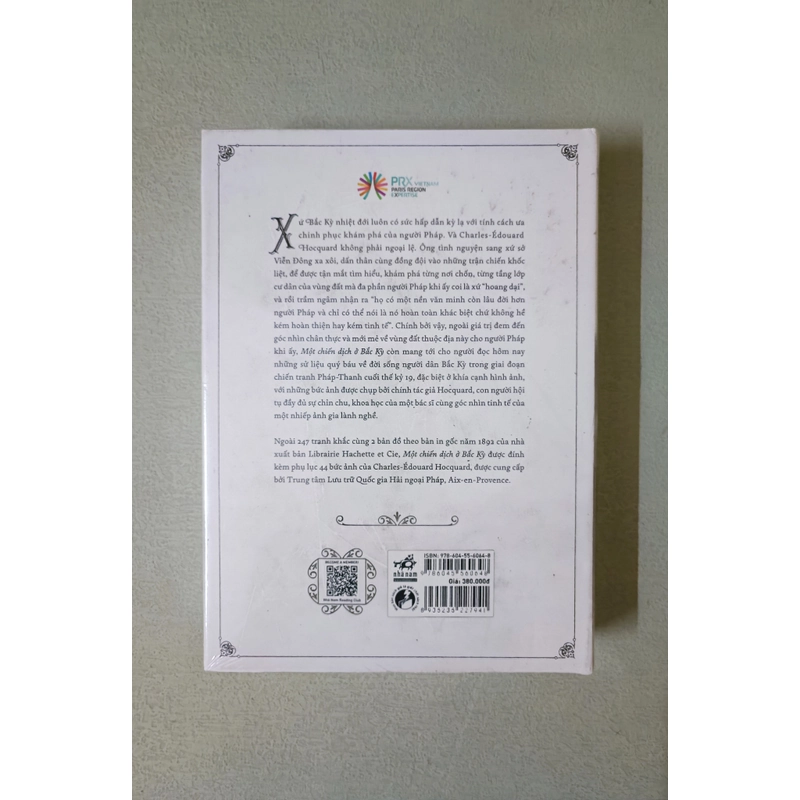 PRX VIETNAM
PARIS REGION
EXPERTISE
Xứ Bắc Kỳ nhiệt đới luôn có sức hấp dẫn kỳ lạ với tính cách ưa
chinh phục khám phá của người Pháp. Và Charles-Édouard
Hocquard không phải ngoại lệ. Ông tình nguyện sang xứ sở
Viễn Đông xa xôi, dấn thân cùng đồng đội vào những trận chiến khốc
liệt, để được tận mắt tìm hiểu, khám phá từng nơi chốn, từng tầng lớp
cư dân của vùng đất mà đa phần người Pháp khi ấy coi là xứ "hoang dại",
và rồi trầm ngâm nhận ra "họ có một nền văn minh còn lâu đời hơn
người Pháp và chỉ có thể nói là nó hoàn toàn khác biệt chứ không hề
kém hoàn thiện hay kém tinh tế". Chính bởi vậy, ngoài giá trị đem đến
góc nhìn chân thực và mới mẻ về vùng đất thuộc địa này cho người Pháp
khi ấy, Một chiến dịch ở Bắc Kỳ còn mang tới cho người đọc hôm nay
những sử liệu quý báu về đời sống người dân Bắc Kỳ trong giai đoạn
chiến tranh Pháp-Thanh cuối thế kỷ 19, đặc biệt ở khía cạnh hình ảnh,
với những bức ảnh được chụp bởi chính tác giả Hocquard, con người hội
tụ đầy đủ sự chỉn chu, khoa học của một bác sĩ cùng góc nhìn tinh tế của
một nhiếp ảnh gia lành nghề.
Ngoài 247 tranh khắc cùng 2 bản đồ theo bản in gốc năm 1892 của nhà
xuất bản Librairie Hachette et Cie, Một chiến dịch ở Bắc Kỳ được đính
kèm phụ lục 44 bức ảnh của Charles-Édouard Hocquard, được cung cấp
bởi Trung tâm Lưu trữ Quốc gia Hải ngoại Pháp, Aix-en-Provence.
BECOME A MEMBER!
Nha Nam Reading Club
nhã nam
ISBN: 978-604-55-6064-8
9786045560648
Giá: 380.000đ
8935235227441